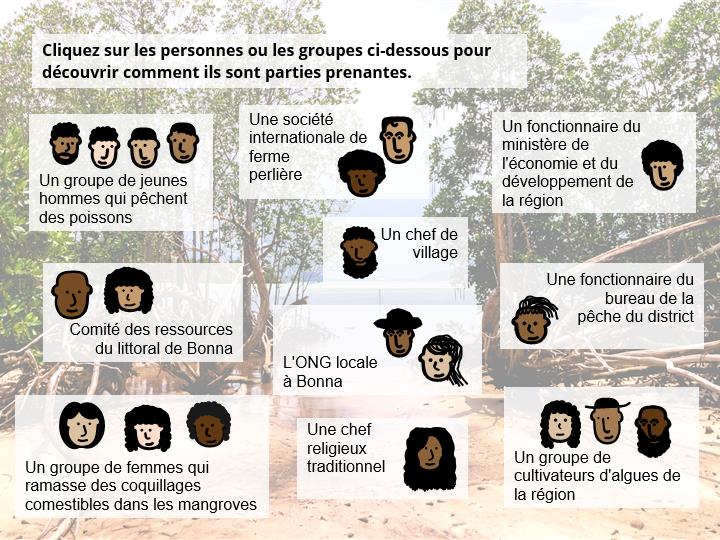 Cliquez sur les personnes ou les groupes ci-dessous pour
découvrir comment ils sont parties prenantes.
Un groupe de jeunes
hommes qui pêchent
des poissons
Une société
internationale de
ferme
perlière
Un fonctionnaire du
ministère de
l'économie et du
développement de
la région
Un chef de
village
Comité des ressources
du littoral de Bonna
L'ONG locale
à Bonna
Une fonctionnaire du
bureau de la
pêche du district
Un groupe de femmes qui
ramasse des coquillages
comestibles dans les mangroves
Une chef
religieux
traditionnel
Un groupe de
cultivateurs d'algues de
la région